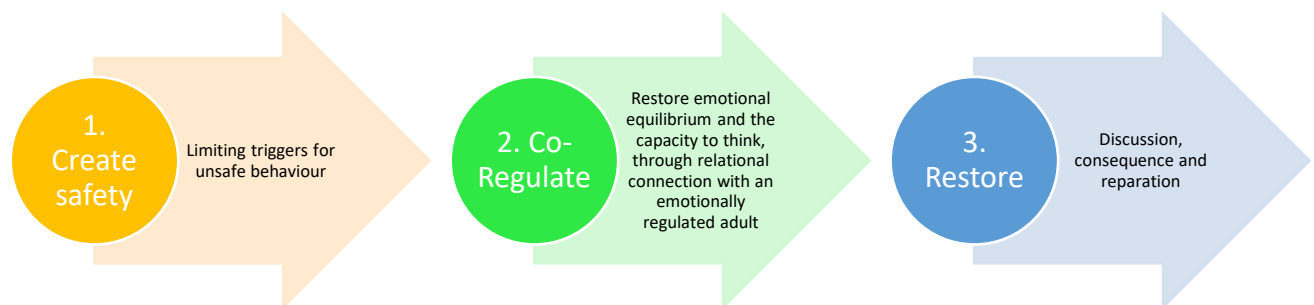 1.
Create
safety
Limiting triggers for
unsafe behaviour
2. Co-
Regulate
Restore emotional
equilibrium and the
capacity to think,
through relational
connection with an
emotionally
regulated adult
3.
Restore
Discussion,
consequence and
reparation